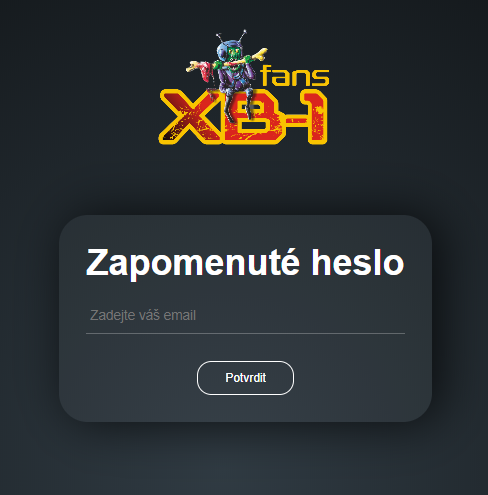 fans
XB-1
Zapomenuté heslo
Zadejte váš email
Potvrdit